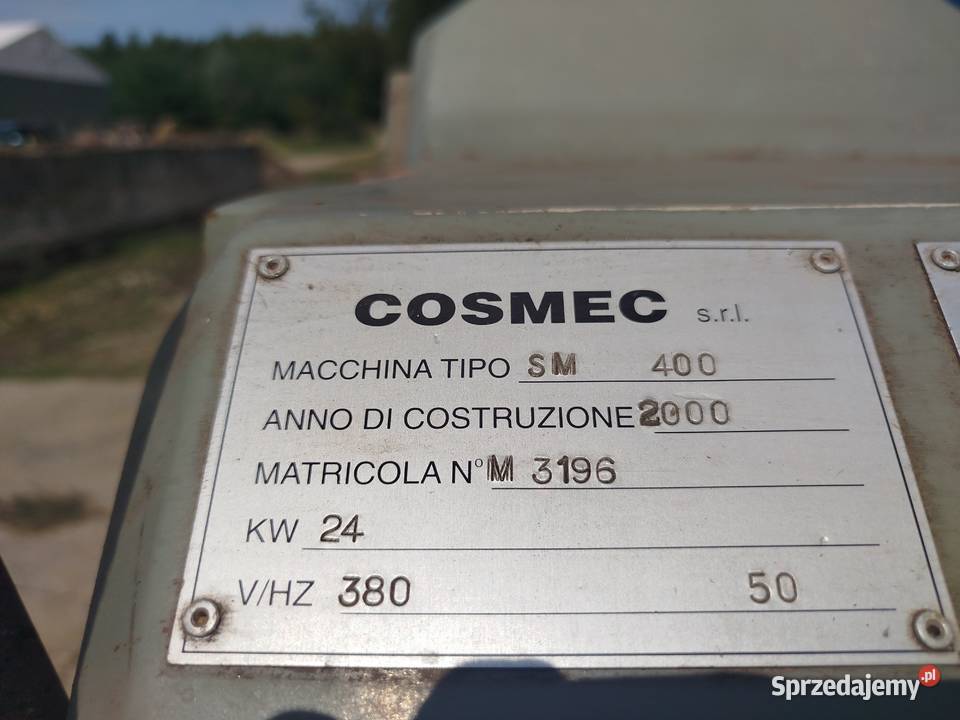 COSMEC s.r.l.
MACCHINA TIPO SM 400
ANNO DI COSTRUZIONE 2000
MATRICOLA N° M 3196
KW 24
V/HZ 380 50
Sprzedajemy.pl